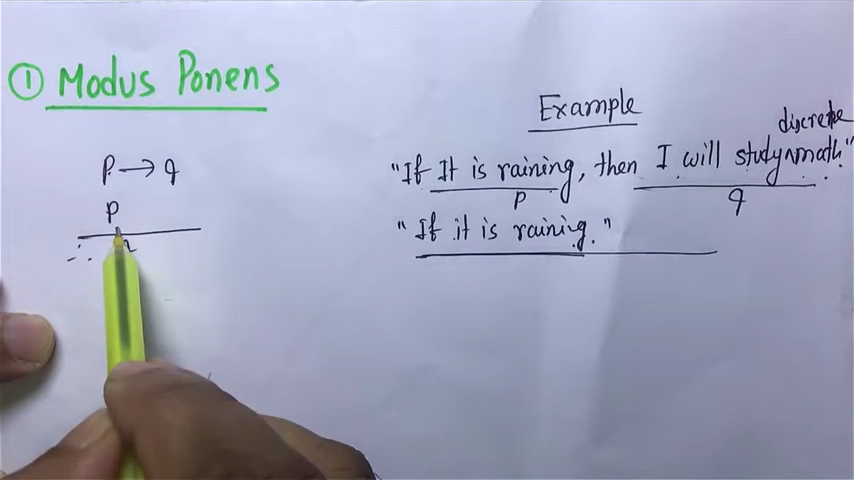 ① Modus Ponens
p → q
p
∴
Example
discrete
"If It is raining, then I will study math"
p
q
"If it is raining."